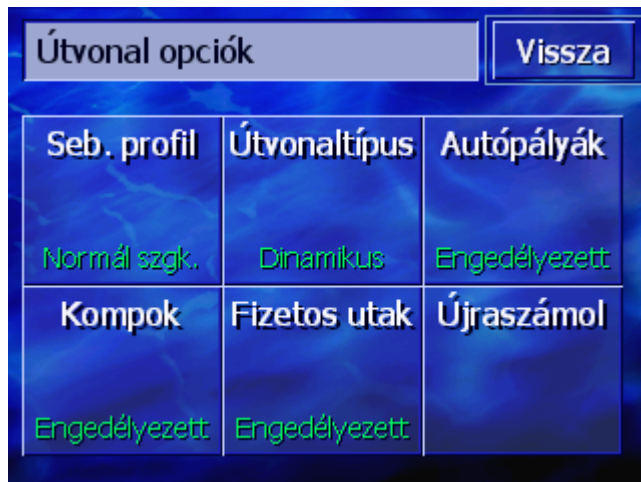 Útvonal opciók
Vissza
Seb. profil
Útvonaltípus
Autópályák
Normál szgk.
Dinamikus
Engedélyezett
Kompok
Fizetos utak
Újraszámol
Engedélyezett
Engedélyezett